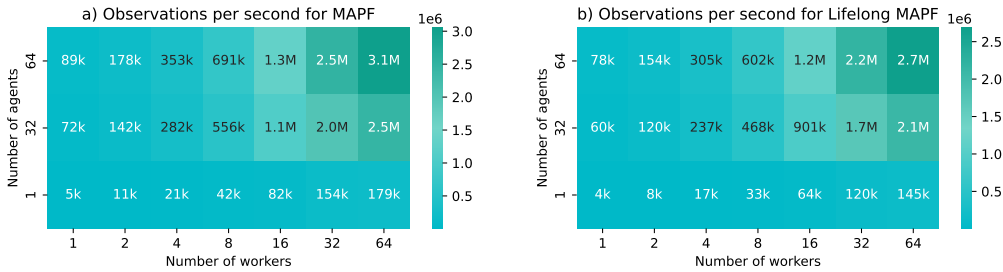 a) Observations per second for MAPF
1e6
Number of agents
64
89k 178k 353k 691k 1.3M 2.5M 3.1M
32
72k 142k 282k 556k 1.1M 2.0M 2.5M
1
5k 11k 21k 42k 82k 154k 179k
1 2 4 8 16 32 64
Number of workers
3.0
2.5
2.0
1.5
1.0
0.5
b) Observations per second for Lifelong MAPF
1e6
Number of agents
64
78k 154k 305k 602k 1.2M 2.2M 2.7M
32
60k 120k 237k 468k 901k 1.7M 2.1M
1
4k 8k 17k 33k 64k 120k 145k
1 2 4 8 16 32 64
Number of workers
2.5
2.0
1.5
1.0
0.5